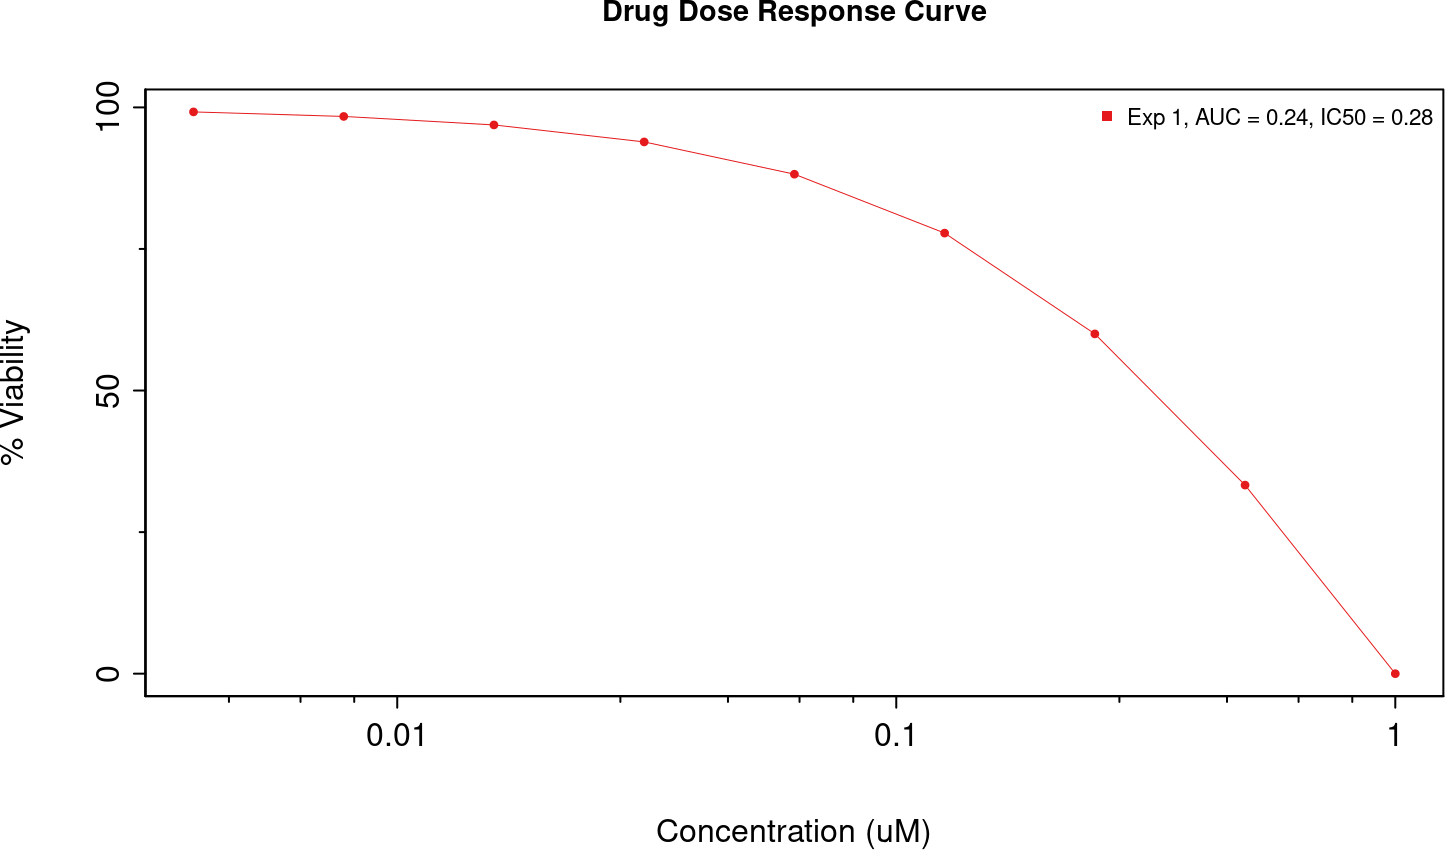 Drug Dose Response Curve
Exp 1, AUC = 0.24, IC50 = 0.28
100
50
0
% Viability
0.01 0.1 1
Concentration (uM)